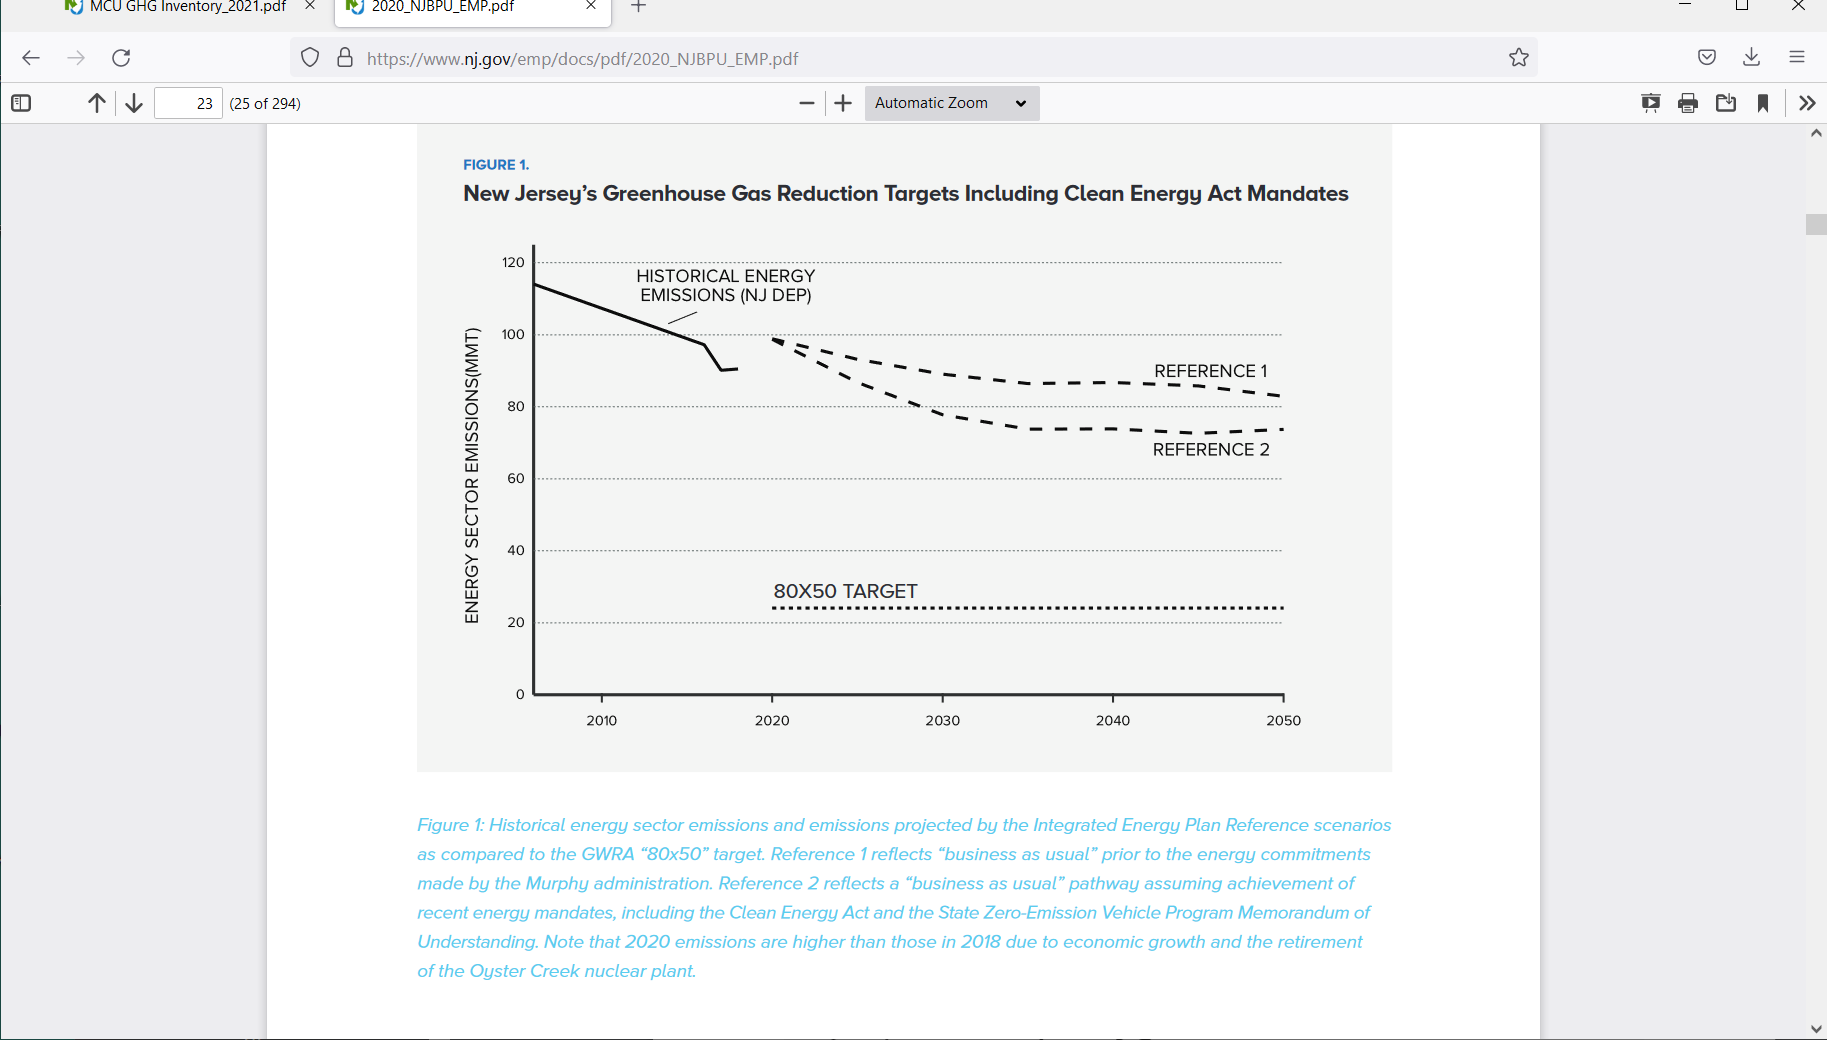 MCU GHG Inventory_2021.pdf
2020_NJBPU_EMP.pdf
https://www.nj.gov/emp/docs/pdf/2020_NJBPU_EMP.pdf
23 (25 of 294)
Automatic Zoom
FIGURE 1.
New Jersey’s Greenhouse Gas Reduction Targets Including Clean Energy Act Mandates
ENERGY SECTOR EMISSIONS(MMT)
120
100
80
60
40
20
0
HISTORICAL ENERGY
EMISSIONS (NJ DEP)
REFERENCE 1
REFERENCE 2
80X50 TARGET
2010 2020 2030 2040 2050
Figure 1: Historical energy sector emissions and emissions projected by the Integrated Energy Plan Reference scenarios
as compared to the GWRA “80x50” target. Reference 1 reflects “business as usual” prior to the energy commitments
made by the Murphy administration. Reference 2 reflects a “business as usual” pathway assuming achievement of
recent energy mandates, including the Clean Energy Act and the State Zero-Emission Vehicle Program Memorandum of
Understanding. Note that 2020 emissions are higher than those in 2018 due to economic growth and the retirement
of the Oyster Creek nuclear plant.